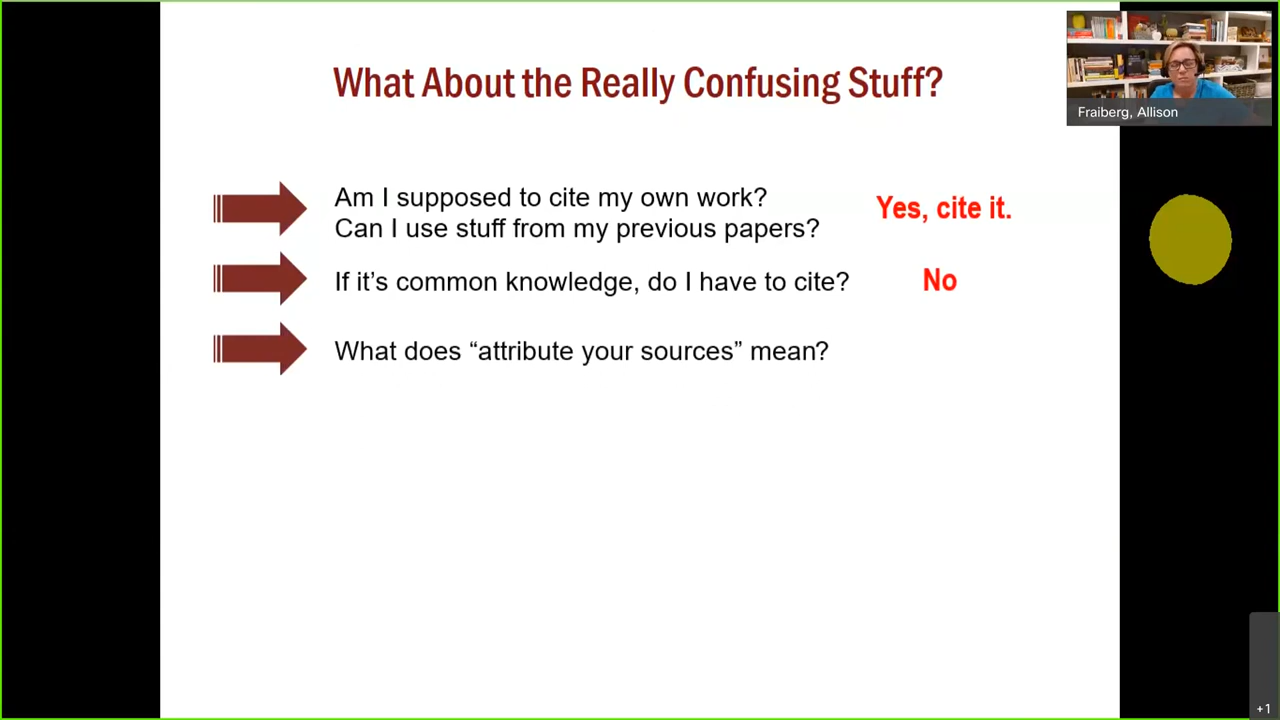 What About the Really Confusing Stuff?
Fraiberg, Allison
Am I supposed to cite my own work?
Can I use stuff from my previous papers?
Yes, cite it.
If it's common knowledge, do I have to cite?
No
What does “attribute your sources” mean?
+1